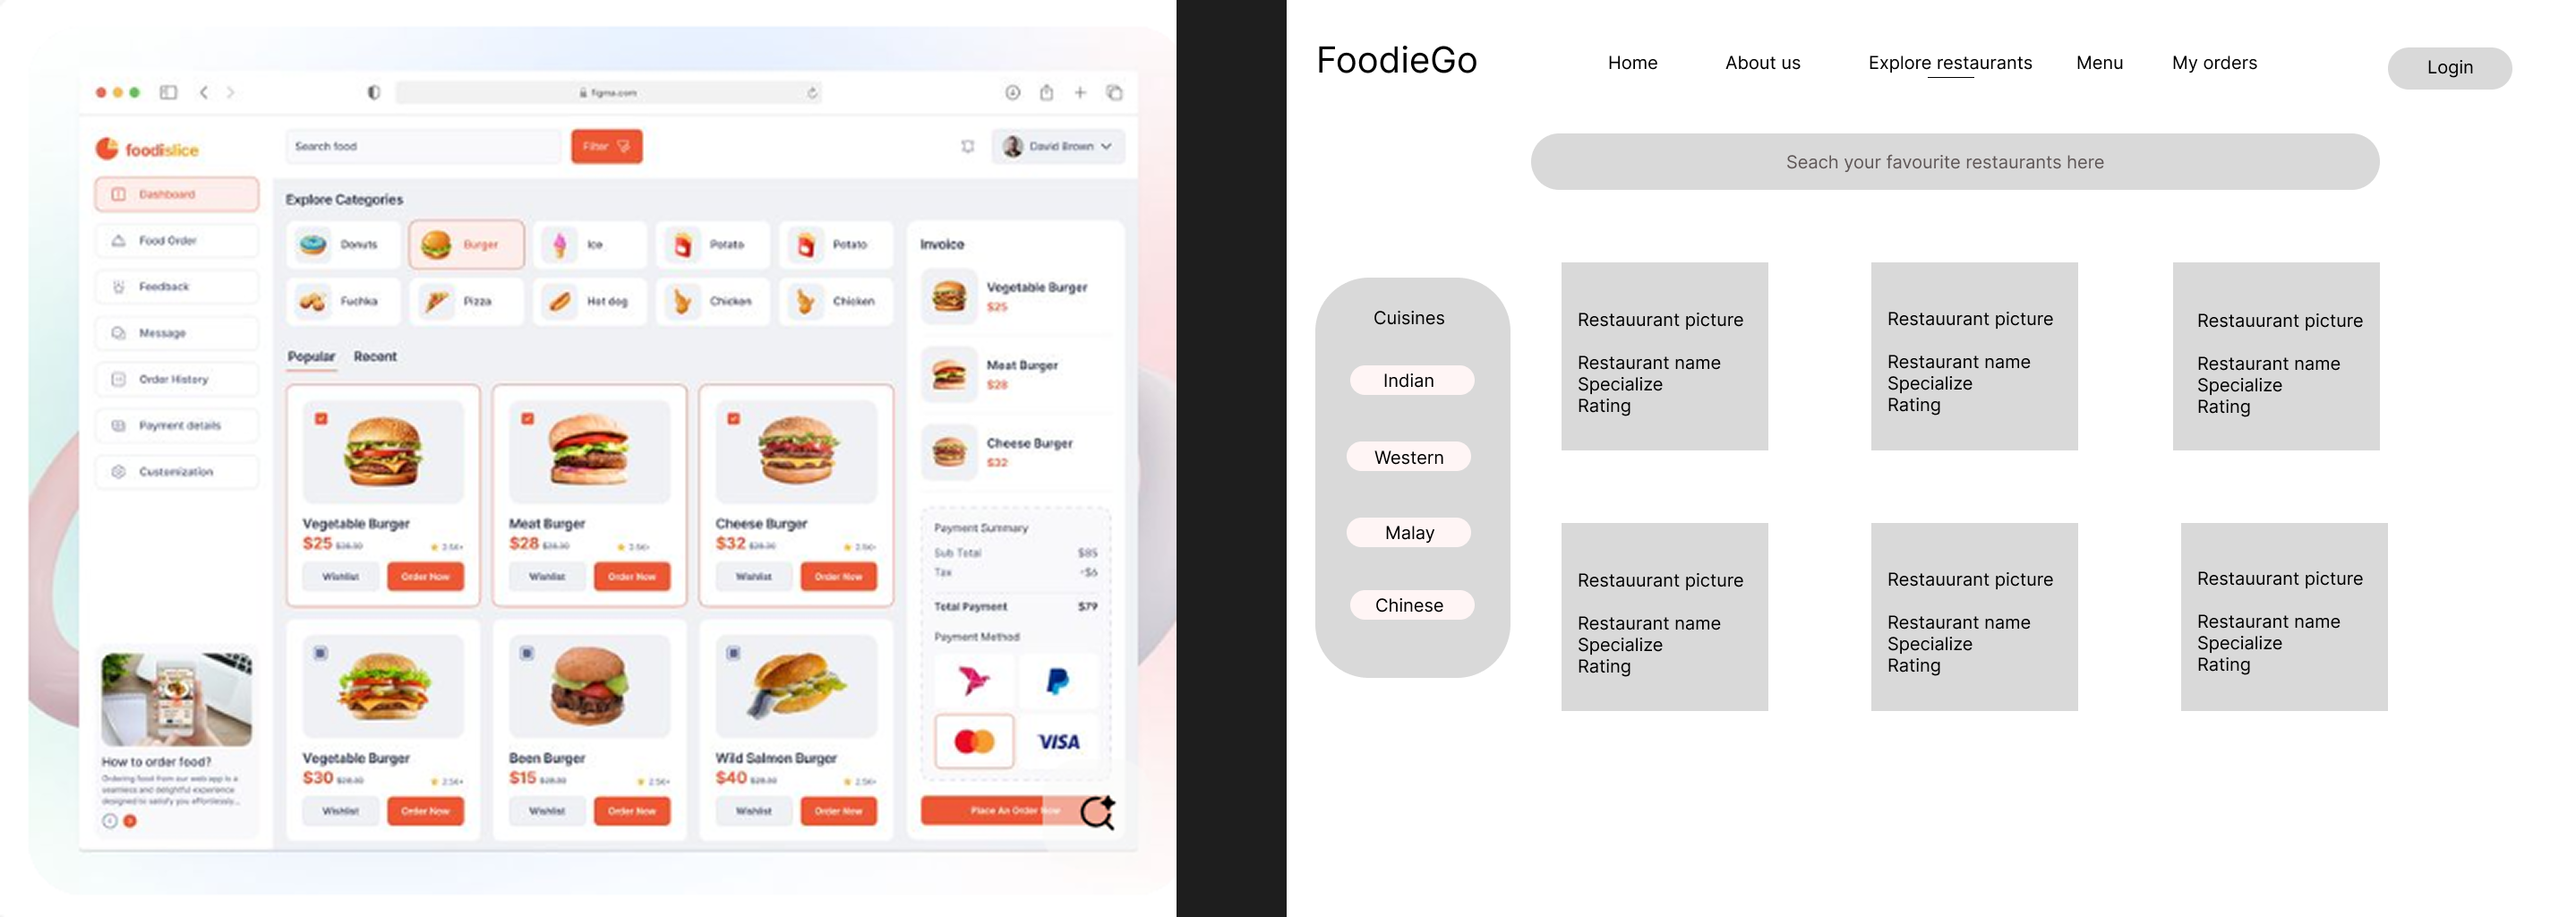 figma.com
foodislice
Search food
Filter
David Brown
Dashboard
Food Order
Feedback
Message
Order History
Payment details
Customization
How to order food?
Ordering food from our web app is a
seamless and delightful experience
designed to satisfy you effortlessly...
Explore Categories
Donuts
Burger
Ice
Potato
Potato
Fuchka
Pizza
Hot dog
Chicken
Chicken
Popular
Recent
Vegetable Burger
$25
Wishlist
Order Now
Meat Burger
$28
Wishlist
Order Now
Cheese Burger
$32
Wishlist
Order Now
Vegetable Burger
$30
Wishlist
Order Now
Been Burger
$15
2.5K+
Wishlist
Order Now
Wild Salmon Burger
$40
2.5K+
Wishlist
Order Now
Invoice
Vegetable Burger
$25
Meat Burger
$28
Cheese Burger
$32
Payment Summary
Sub Total $85
Tax -$6
Total Payment $79
Payment Method
VISA
Place An Order Now
FoodieGo
Home
About us
Explore restaurants
Menu
My orders
Login
Seach your favourite restaurants here
Cuisines
Indian
Western
Malay
Chinese
Restauurant picture
Restaurant name
Specialize
Rating
Restauurant picture
Restaurant name
Specialize
Rating
Restauurant picture
Restaurant name
Specialize
Rating
Restauurant picture
Restaurant name
Specialize
Rating
Restauurant picture
Restaurant name
Specialize
Rating
Restauurant picture
Restaurant name
Specialize
Rating